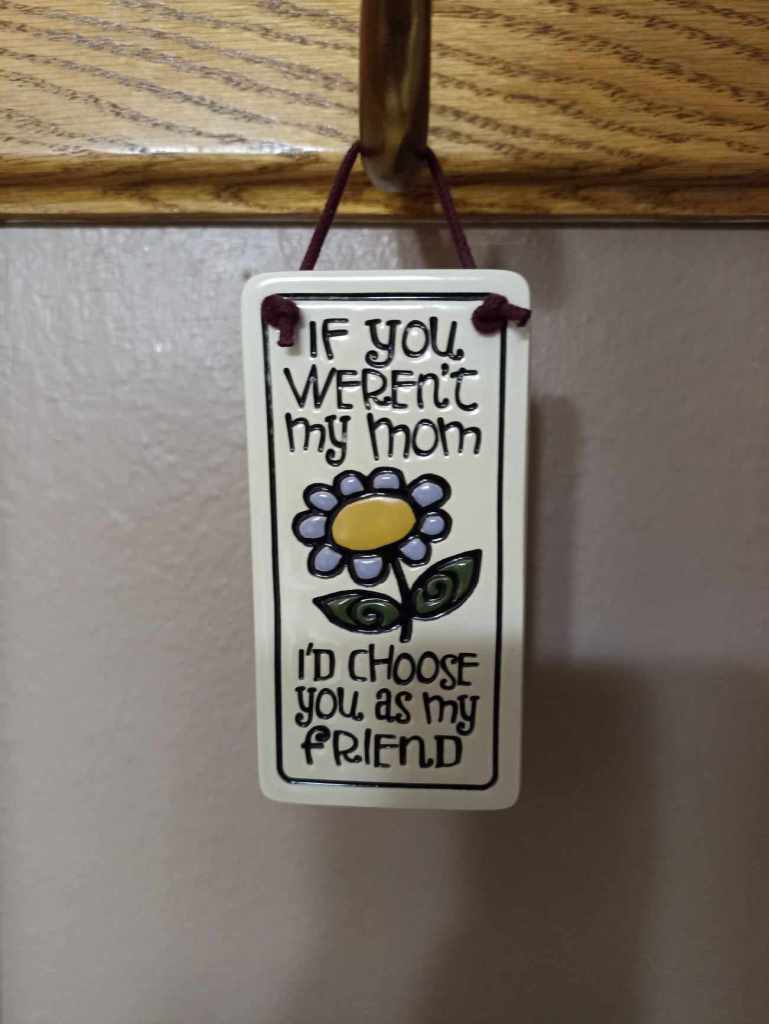 IF you
WEREn't
my mom
I'D CHOOSE
you as my
fRIEnD